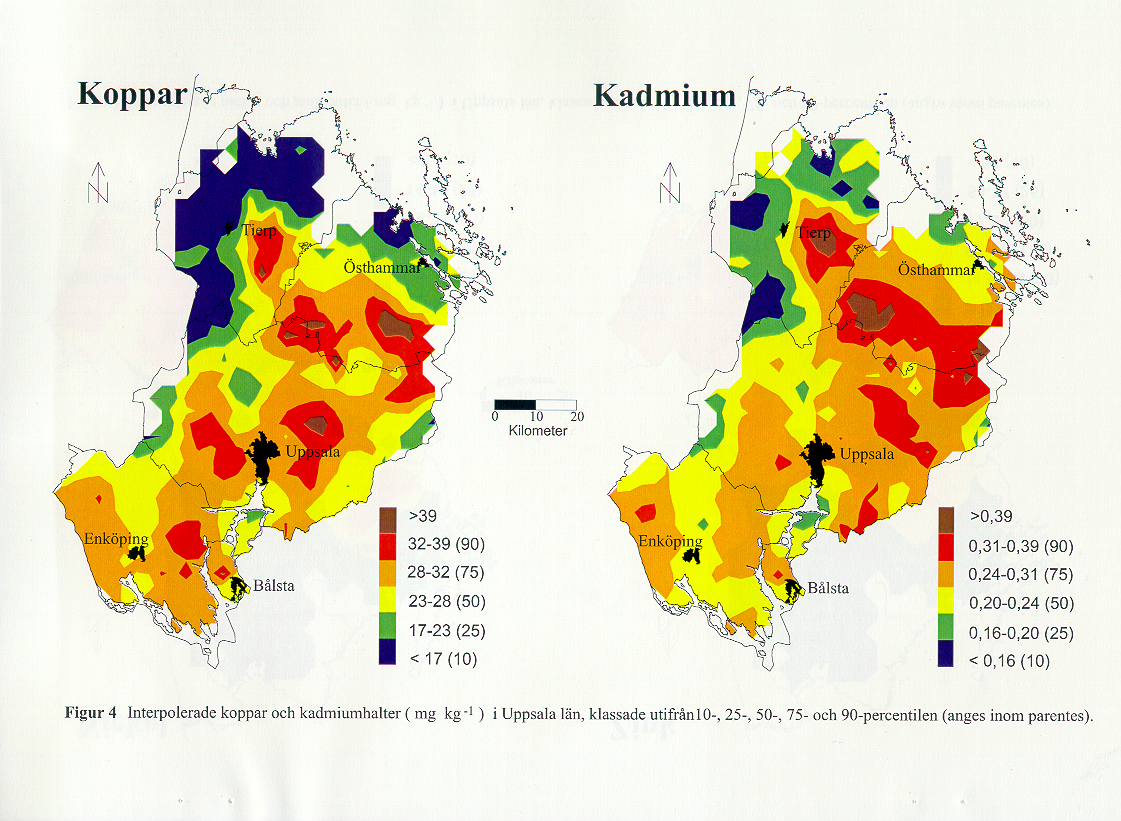 Koppar
Kadmium
N
N
Tierp
Östhammar
Uppsala
Enköping
Bålsta
Tierp
Östhammar
Uppsala
Enköping
Bålsta
0 10 20
Kilometer
>39
32-39 (90)
28-32 (75)
23-28 (50)
17-23 (25)
< 17 (10)
>0,39
0,31-0,39 (90)
0,24-0,31 (75)
0,20-0,24 (50)
0,16-0,20 (25)
< 0,16 (10)
Figur 4 Interpolerade koppar och kadmiumhalter ( mg kg⁻¹ ) i Uppsala län, klassade utifrån10-, 25-, 50-, 75- och 90-percentilen (anges inom parentes).